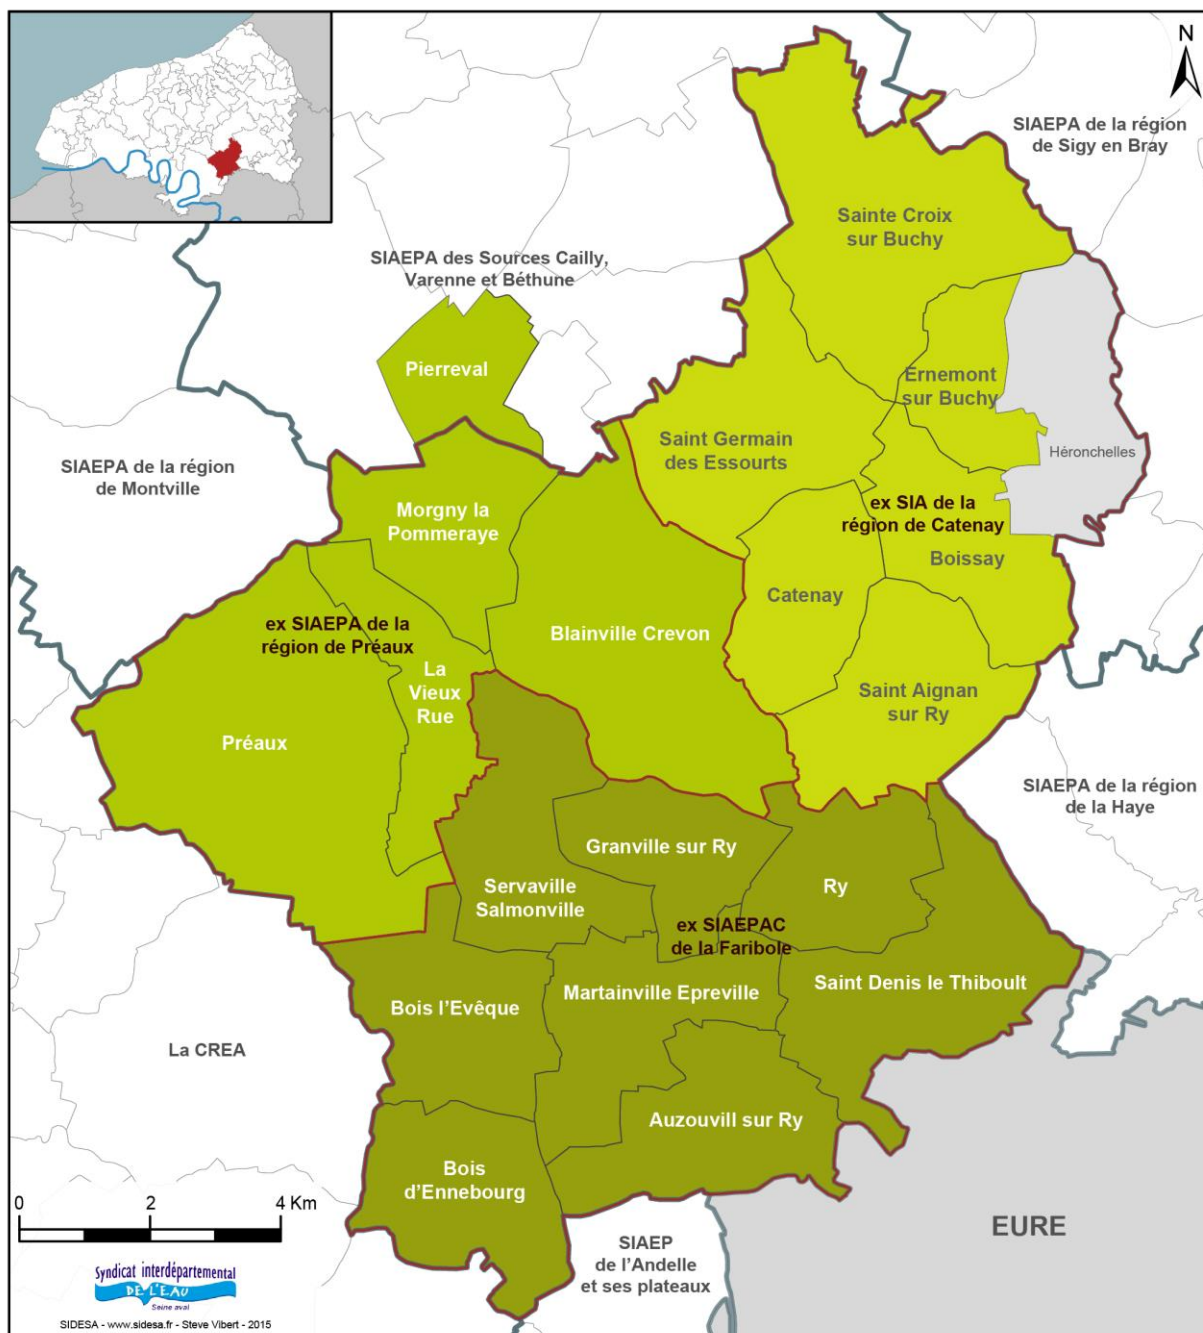 N
SIAEPA de la région
de Sigy en Bray
Sainte Croix
sur Buchy
SIAEPA des Sources Cailly,
Varenne et Béthune
Pierreval
Ernemont
sur Buchy
Saint Germain
des Essourts
Héronchelles
SIAEPA de la région
de Montville
Morgny la
Pommeraye
ex SIA de la
région de Catenay
Boissay
Catenay
ex SIAEPA de la
région de Préaux
Blainville Crevon
La
Vieux
Rue
Saint Aignan
sur Ry
Préaux
SIAEPA de la région
de la Haye
Granville sur Ry
Ry
Servaville
Salmonville
ex SIAEPAC
de la Faribole
Saint Denis le Thiboult
Martainville Epreville
Bois l'Evêque
La CREA
Auzouvill sur Ry
Bois
d'Ennebourg
0 2 4 Km
EURE
SIAEP
de l'Andelle
et ses plateaux
Syndicat interdépartemental
DE L'EAU
Seine aval
SIDESA - www.sidesa.fr - Steve Vibert - 2015